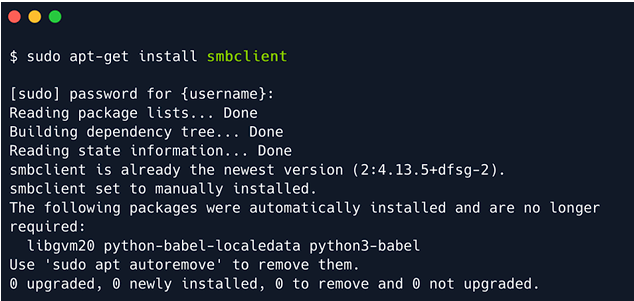 $ sudo apt-get install smbclient
[sudo] password for {username}:
Reading package lists... Done
Building dependency tree... Done
Reading state information... Done
smbclient is already the newest version (2:4.13.5+dfsg-2).
smbclient set to manually installed.
The following packages were automatically installed and are no longer
required:
  libgvm20 python-babel-localedata python3-babel
Use 'sudo apt autoremove' to remove them.
0 upgraded, 0 newly installed, 0 to remove and 0 not upgraded.